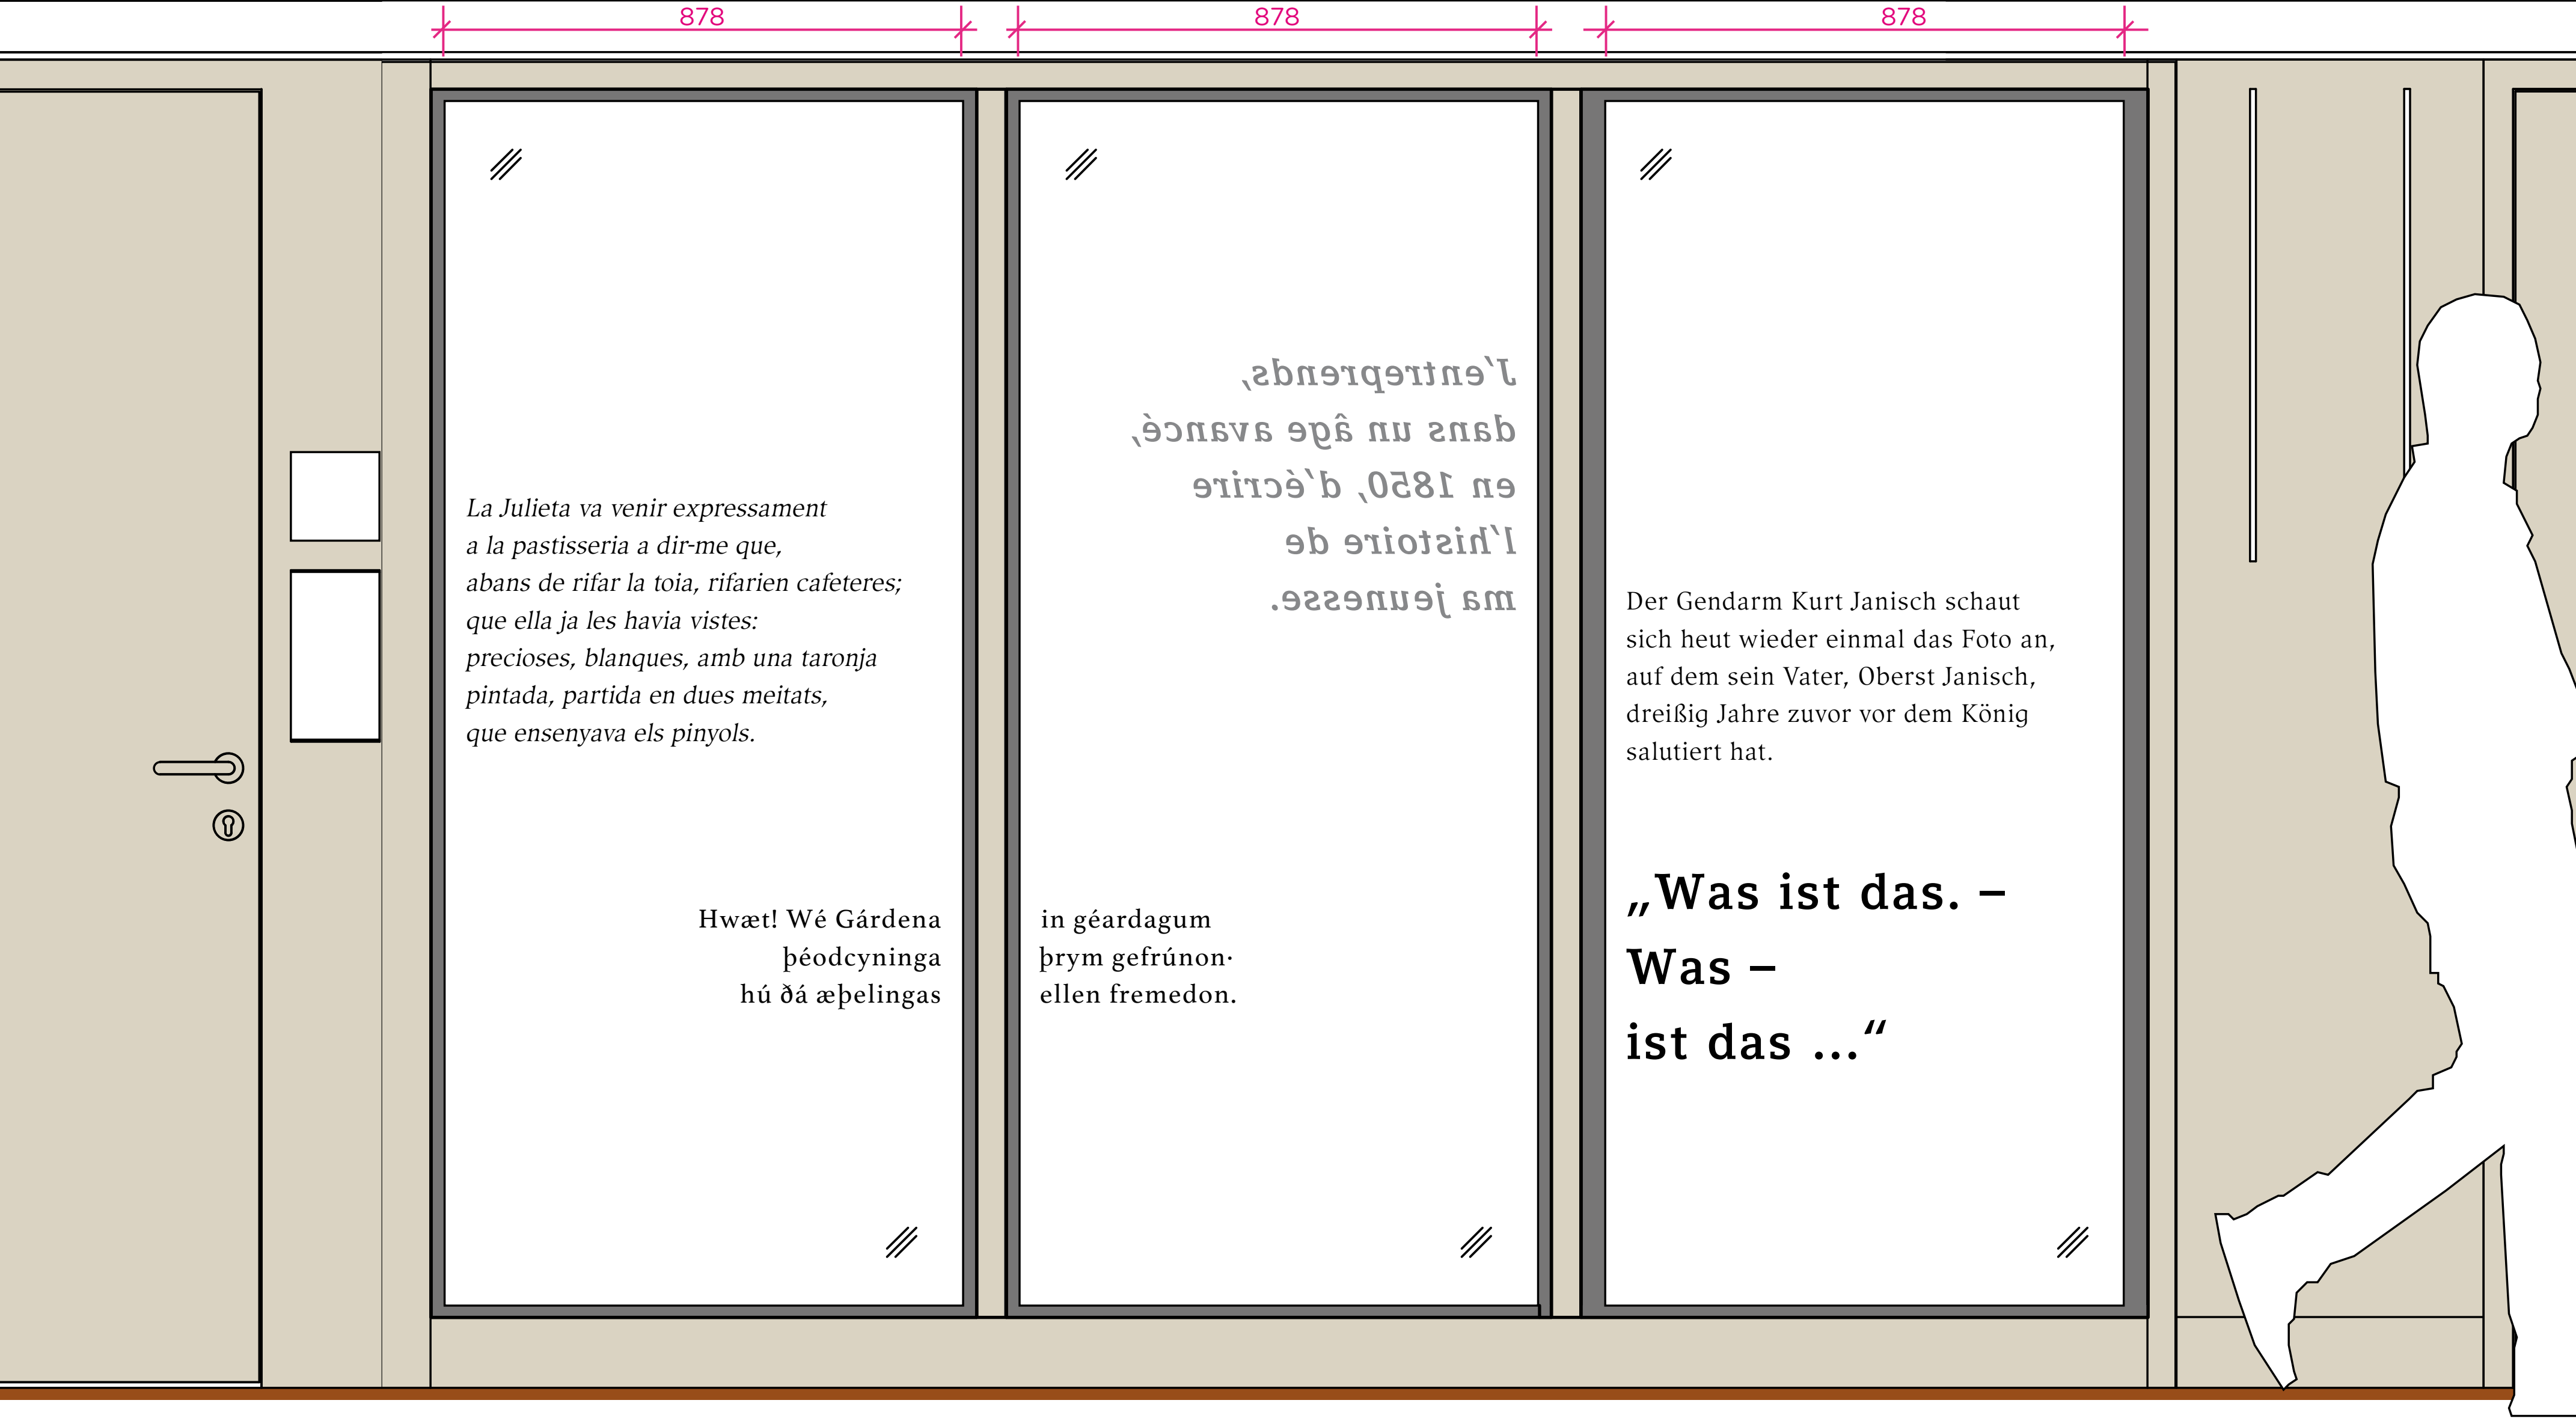 878
878
878
La Julieta va venir expressament
a la pastisseria a dir-me que,
abans de rifar la toia, rifarien cafeteres;
que ella ja les havia vistes:
precioses, blanques, amb una taronja
pintada, partida en dues meitats,
que ensenyava els pinyols.
Hwæt! Wé Gárdena
þéodcyninga
hú ðá æþelingas
J’entreprends,
dans un âge avancé,
en 1850, d’écrire
l’histoire de
ma jeunesse.
in géardagum
þrym gefrúnon·
ellen fremedon.
Der Gendarm Kurt Janisch schaut
sich heut wieder einmal das Foto an,
auf dem sein Vater, Oberst Janisch,
dreißig Jahre zuvor vor dem König
salutiert hat.
„Was ist das. –
Was –
ist das ...“